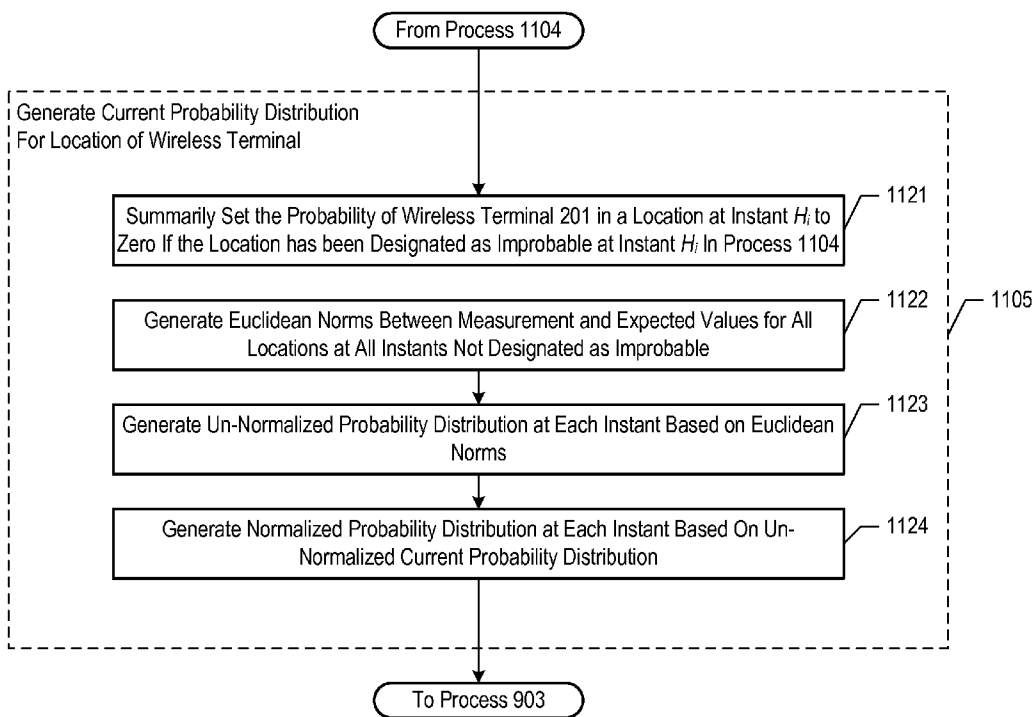 From Process 1104
Generate Current Probability Distribution
For Location of Wireless Terminal
1121
Summarily Set the Probability of Wireless Terminal 201 in a Location at Instant Hi to
Zero If the Location has been Designated as Improbable at Instant Hi In Process 1104
1122
1105
Generate Euclidean Norms Between Measurement and Expected Values for All
Locations at All Instants Not Designated as Improbable
1123
Generate Un-Normalized Probability Distribution at Each Instant Based on Euclidean
Norms
1124
Generate Normalized Probability Distribution at Each Instant Based On Un-
Normalized Current Probability Distribution
To Process 903